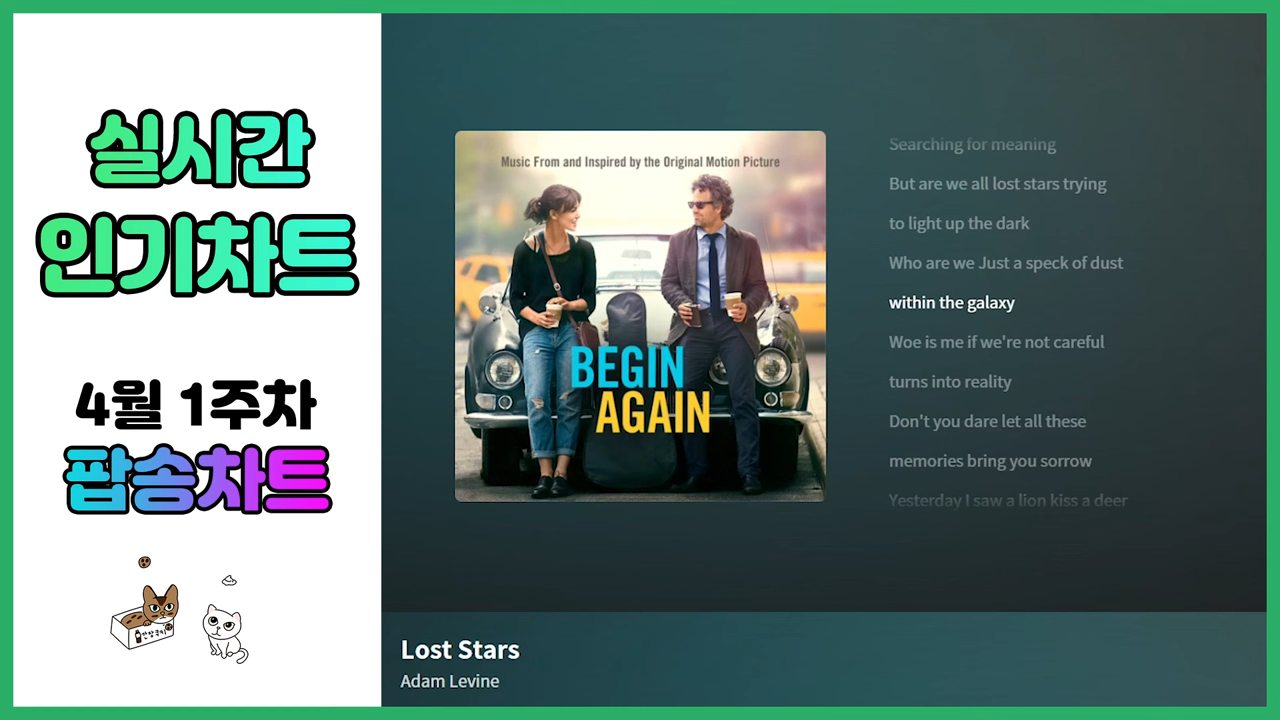 실시간
인기차트
4월 1주차
팝송차트
Music From and Inspired by the Original Motion Picture
BEGIN
AGAIN
Searching for meaning
But are we all lost stars trying
to light up the dark
Who are we Just a speck of dust
within the galaxy
Woe is me if we're not careful
turns into reality
Don't you dare let all these
memories bring you sorrow
Yesterday I saw a lion kiss a deer
Lost Stars
Adam Levine